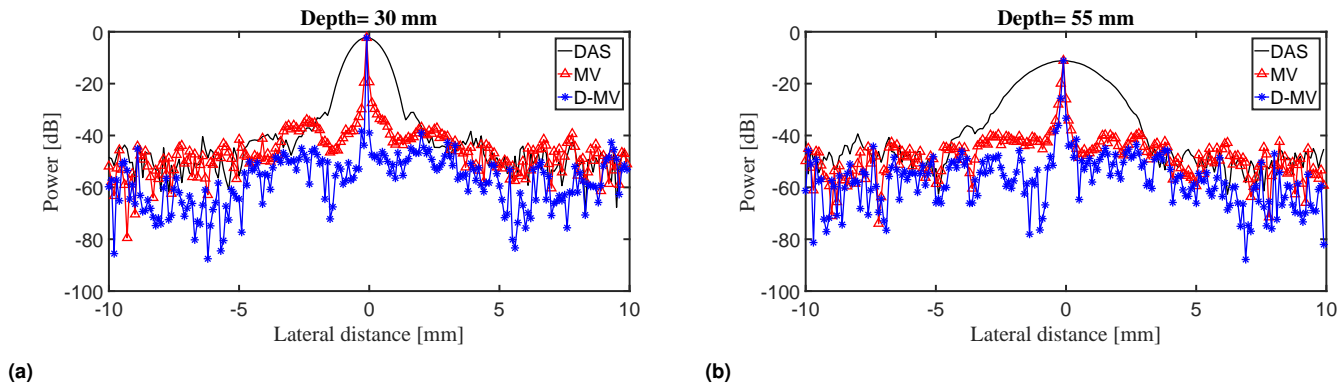 Depth= 30 mm
0
-20
-40
-60
-80
-100
Power [dB]
DAS
MV
D-MV
-10
-5
0
5
10
Lateral distance [mm]
(a)
Depth= 55 mm
0
-20
-40
-60
-80
-100
Power [dB]
DAS
MV
D-MV
-10
-5
0
5
10
Lateral distance [mm]
(b)